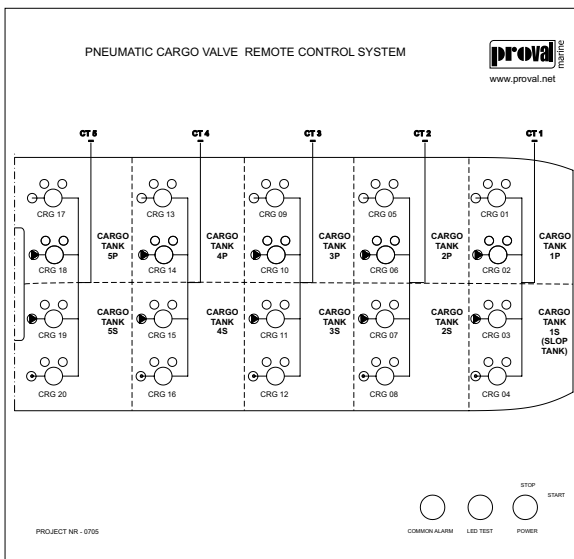 PNEUMATIC CARGO VALVE REMOTE CONTROL SYSTEM
proval
marine
www.proval.net
CT 5
CT 4
CT 3
CT 2
CT 1
CRG 17
CRG 13
CRG 09
CRG 05
CRG 01
CARGO
TANK
5P
CARGO
TANK
4P
CARGO
TANK
3P
CARGO
TANK
2P
CARGO
TANK
1P
CRG 18
CRG 14
CRG 10
CRG 06
CRG 02
CARGO
TANK
5S
CARGO
TANK
4S
CARGO
TANK
3S
CARGO
TANK
2S
CARGO
TANK
1S
(SLOP
TANK)
CRG 19
CRG 15
CRG 11
CRG 07
CRG 03
CRG 20
CRG 16
CRG 12
CRG 08
CRG 04
STOP
START
COMMON ALARM
LED TEST
POWER
PROJECT NR - 0705